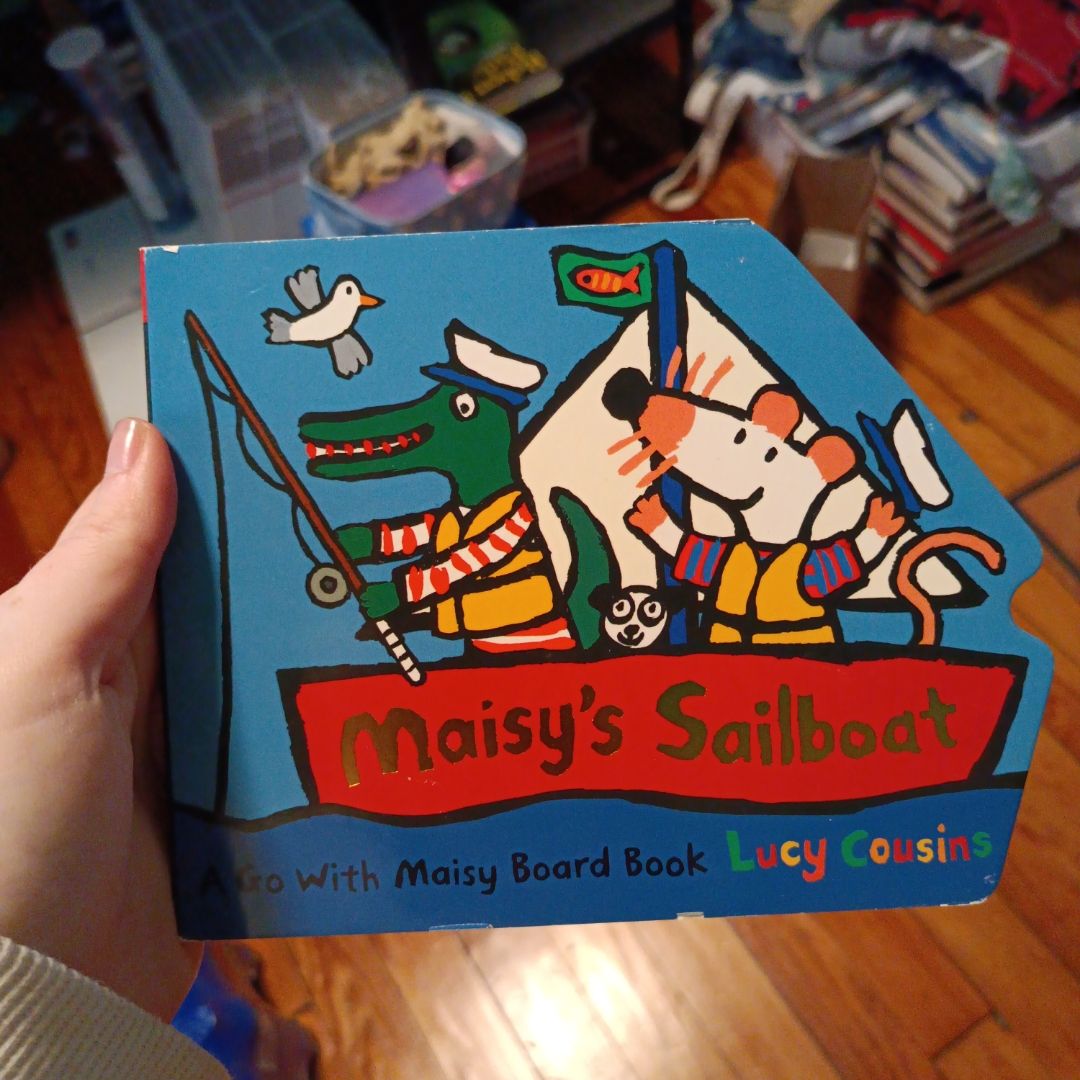 Maisy's Sailboat
A Go With Maisy Board Book Lucy Cousins